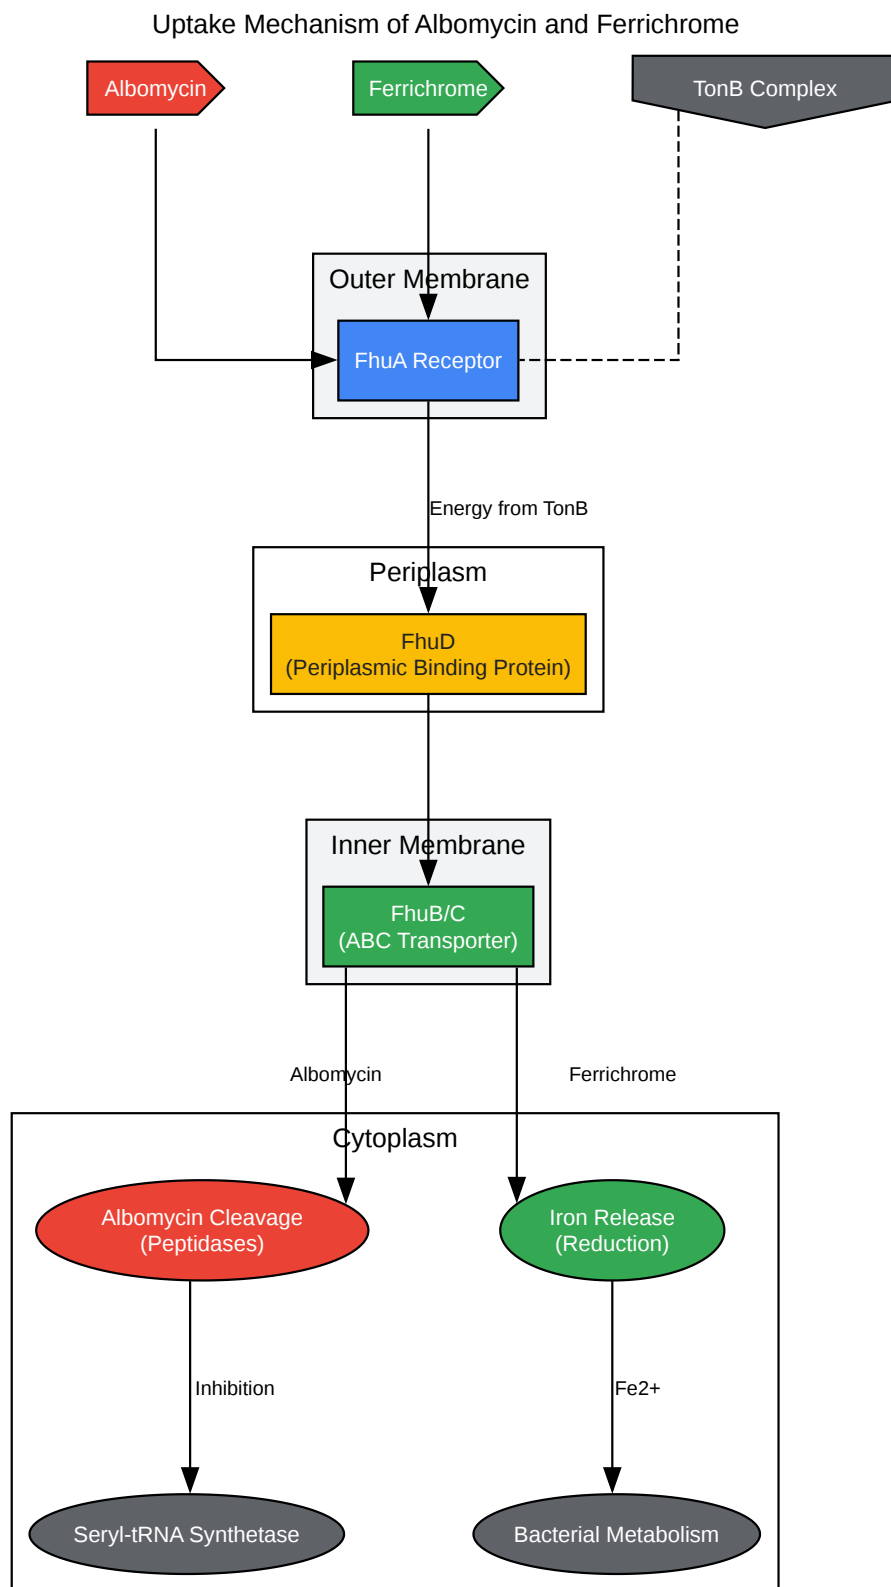 Uptake Mechanism of Albomycin and Ferrichrome
Albomycin
Ferrichrome
TonB Complex
Outer Membrane
FhuA Receptor
Energy from TonB
Periplasm
FhuD
(Periplasmic Binding Protein)
Inner Membrane
FhuB/C
(ABC Transporter)
Albomycin
Ferrichrome
Cytoplasm
Albomycin Cleavage
(Peptidases)
Iron Release
(Reduction)
Inhibition
Fe2+
Seryl-tRNA Synthetase
Bacterial Metabolism